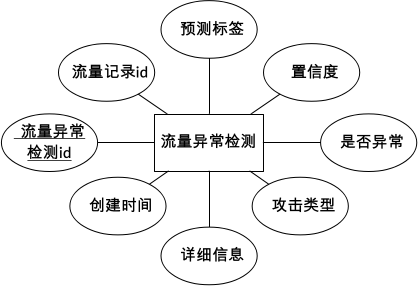 预测标签
流量记录id
置信度
流量异常
检测id
流量异常检测
是否异常
创建时间
攻击类型
详细信息